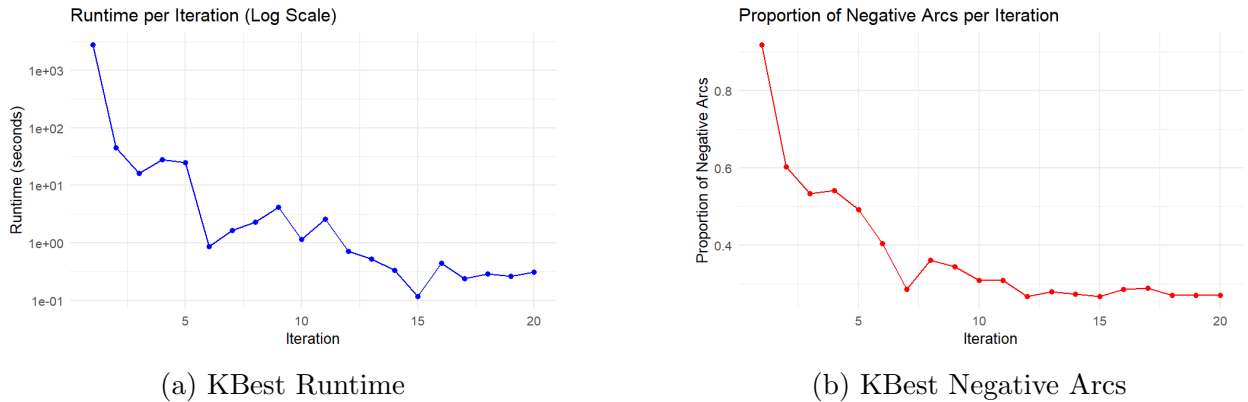 Runtime per Iteration (Log Scale)
Runtime (seconds)
1e+03
1e+02
1e+01
1e+00
1e-01
5
10
15
20
Iteration
(a) KBest Runtime
Proportion of Negative Arcs per Iteration
Proportion of Negative Arcs
0.8
0.6
0.4
5
10
15
20
Iteration
(b) KBest Negative Arcs